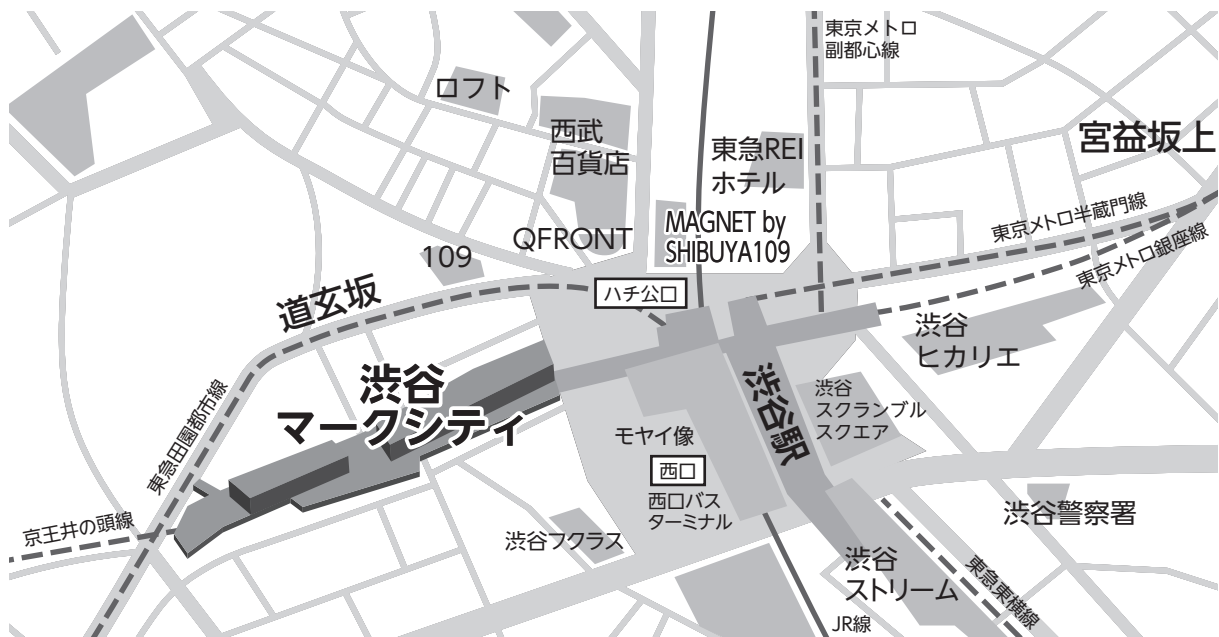 東京メトロ
副都心線
ロフト
西武
百貨店
東急REI
ホテル
宮益坂上
MAGNET by
SHIBUYA109
QFRONT
109
東京メトロ半蔵門線
東京メトロ銀座線
ハチ公口
道玄坂
渋谷
ヒカリエ
渋谷
マークシティ
渋谷駅
渋谷
スクランブル
スクエア
東急田園都市線
モヤイ像
西口
西口バス
ターミナル
京王井の頭線
渋谷フクラス
渋谷警察署
渋谷
ストリーム
東急東横線
JR線